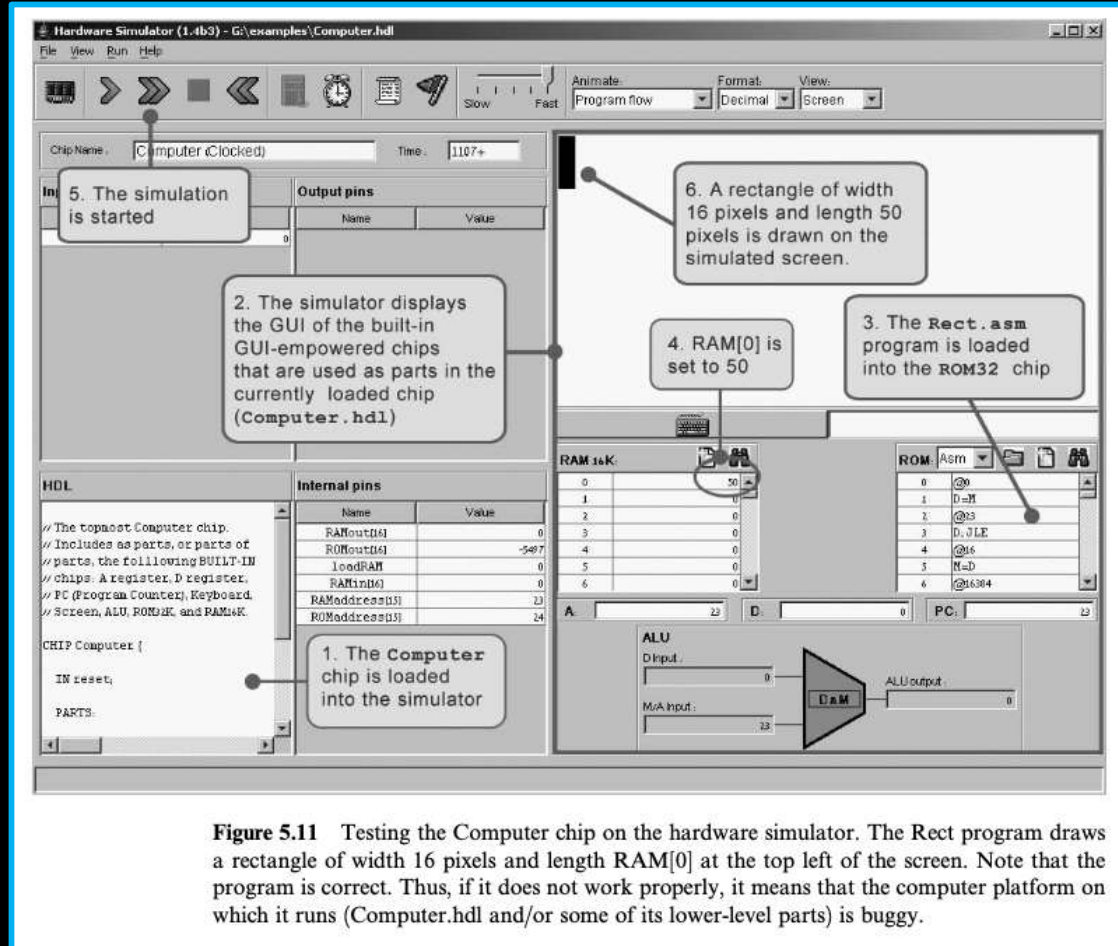 Hardware Simulator (1.4b3) - G:\examples\Computer.hdl
File View Run Help
Slow Fast
Animate: Format: View:
Program flow Decimal Screen
Chip Name: Computer (Clocked) Time: 1107+
5. The simulation
is started
Output pins
Name Value
0
2. The simulator displays
the GUI of the built-in
GUI-empowered chips
that are used as parts in the
currently loaded chip
(Computer.hdl)
6. A rectangle of width
16 pixels and length 50
pixels is drawn on the
simulated screen.
4. RAM[0] is
set to 50
3. The Rect.asm
program is loaded
into the ROM32 chip
HDL
// The topmost Computer chip.
// Includes as parts, or parts of
// parts, the folllowing BUILT-IN
// chips: A register, D register,
// PC (Program Counter), Keyboard,
// Screen, ALU, ROM32K, and RAM16K.
CHIP Computer {
IN reset;
PARTS:
Internal pins
Name Value
RAMout[16] 0
ROMout[16] -5497
loadRAM 0
RAMin[16] 0
RAMaddress[15] 23
ROMaddress[15] 24
1. The Computer
chip is loaded
into the simulator
RAM 16K:
0 50
1 0
2 0
3 0
4 0
5 0
6 0
ROM: Asm
0 @0
1 D=M
2 @23
3 D;JLE
4 @16
5 M=D
6 @16384
A: 23 D: 0 PC: 23
ALU
D Input: 0
M/A Input: 23
D&M
ALU output: 0
Figure 5.11 Testing the Computer chip on the hardware simulator. The Rect program draws
a rectangle of width 16 pixels and length RAM[0] at the top left of the screen. Note that the
program is correct. Thus, if it does not work properly, it means that the computer platform on
which it runs (Computer.hdl and/or some of its lower-level parts) is buggy.